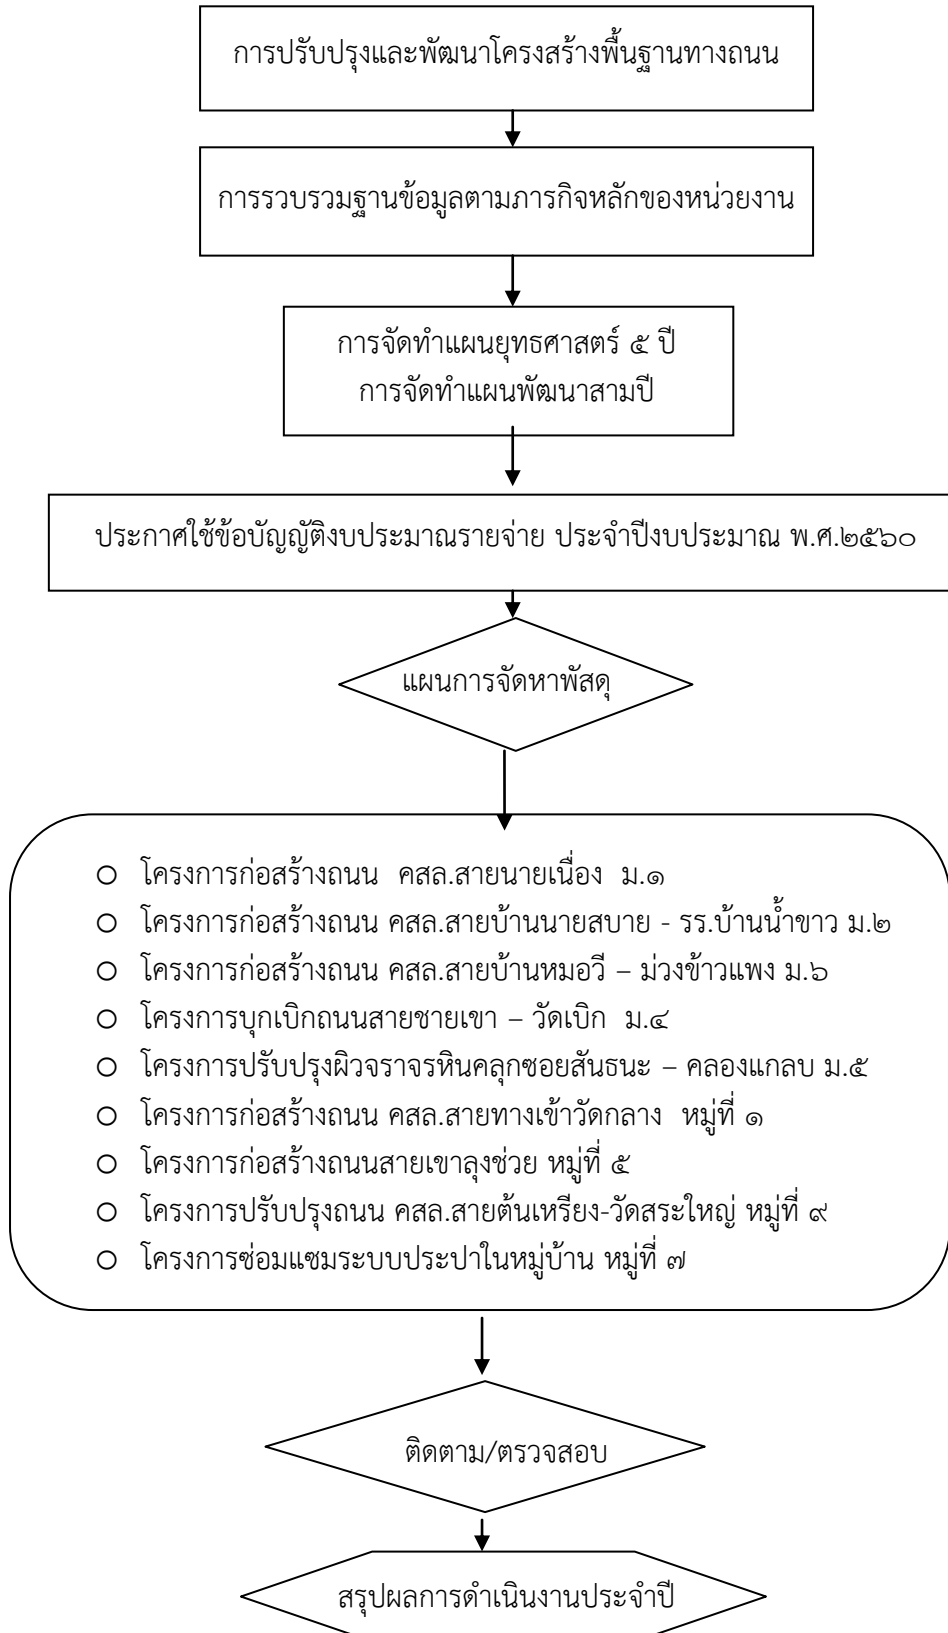 การปรับปรุงและพัฒนาโครงสร้างพื้นฐานทางถนน
การรวบรวมฐานข้อมูลตามภารกิจหลักของหน่วยงาน
การจัดทำแผนยุทธศาสตร์ ๕ ปี
การจัดทำแผนพัฒนาสามปี
ประกาศใช้ข้อบัญญัติงบประมาณรายจ่าย ประจำปีงบประมาณ พ.ศ.๒๕๖๐
แผนการจัดหาพัสดุ
โครงการก่อสร้างถนน คสล.สายนายเนื่อง ม.๑
โครงการก่อสร้างถนน คสล.สายบ้านนายสบาย - รร.บ้านน้ำขาว ม.๒
โครงการก่อสร้างถนน คสล.สายบ้านหมอวี – ม่วงข้าวแพง ม.๖
โครงการบุกเบิกถนนสายชายเขา – วัดเบิก ม.๔
โครงการปรับปรุงผิวจราจรหินคลุกซอยสันธนะ – คลองแกลบ ม.๕
โครงการก่อสร้างถนน คสล.สายทางเข้าวัดกลาง หมู่ที่ ๑
โครงการก่อสร้างถนนสายเขาลุงช่วย หมู่ที่ ๕
โครงการปรับปรุงถนน คสล.สายต้นเหรียง-วัดสระใหญ่ หมู่ที่ ๙
โครงการซ่อมแซมระบบประปาในหมู่บ้าน หมู่ที่ ๗
ติดตาม/ตรวจสอบ
สรุปผลการดำเนินงานประจำปี